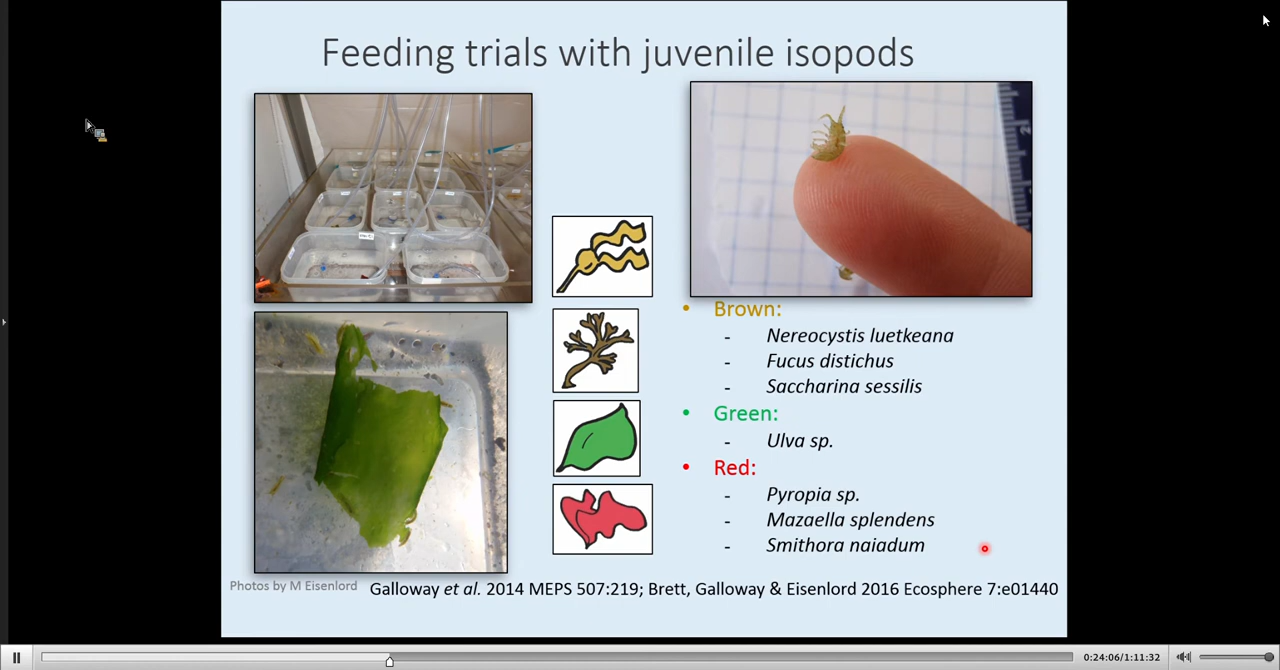 Feeding trials with juvenile isopods
• Brown:
- Nereocystis luetkeana
- Fucus distichus
- Saccharina sessilis
• Green:
- Ulva sp.
• Red:
- Pyropia sp.
- Mazaella splendens
- Smithora naiadum
Photos by M Eisenlord
Galloway et al. 2014 MEPS 507:219; Brett, Galloway & Eisenlord 2016 Ecosphere 7:e01440
0:24:06/1:11:32